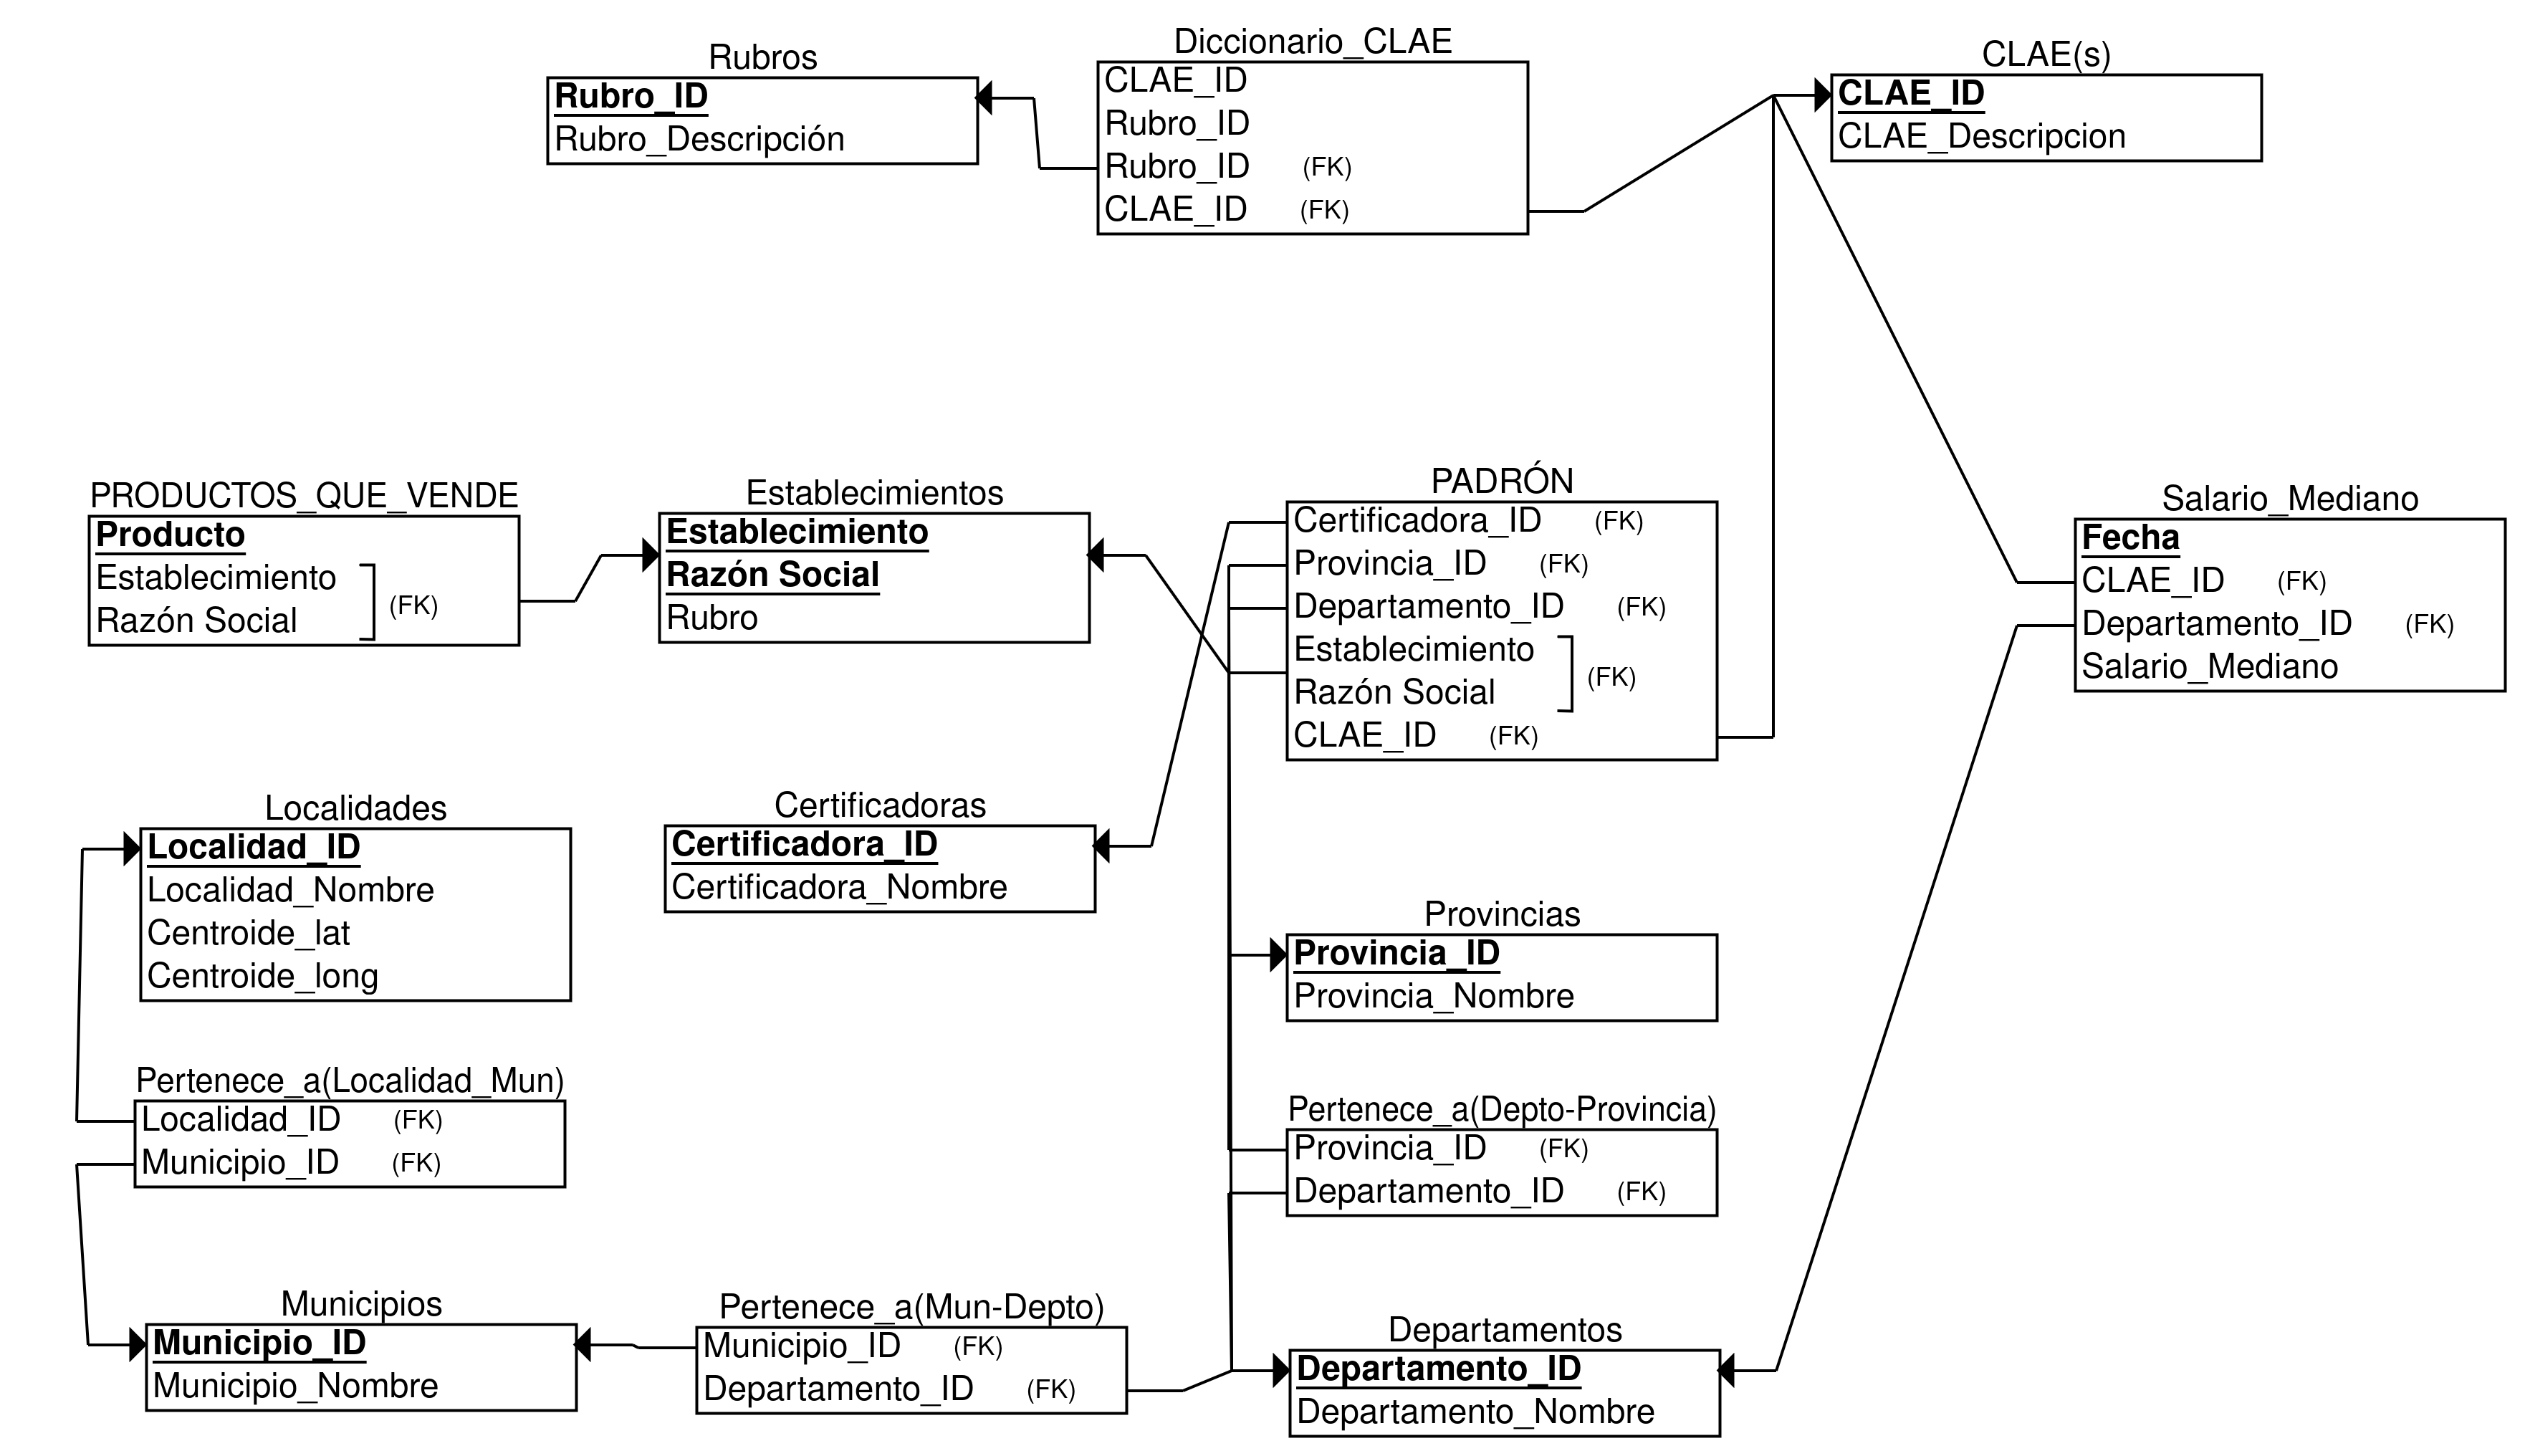 Rubros
Rubro_ID
Rubro_Descripción
Diccionario_CLAE
CLAE_ID
Rubro_ID
Rubro_ID (FK)
CLAE_ID (FK)
CLAE(s)
CLAE_ID
CLAE_Descripcion
PRODUCTOS_QUE_VENDE
Producto
Establecimiento
Razón Social
(FK)
Establecimientos
Establecimiento
Razón Social
Rubro
PADRÓN
Certificadora_ID (FK)
Provincia_ID (FK)
Departamento_ID (FK)
Establecimiento
Razón Social
(FK)
CLAE_ID (FK)
Salario_Mediano
Fecha
CLAE_ID (FK)
Departamento_ID (FK)
Salario_Mediano
Localidades
Localidad_ID
Localidad_Nombre
Centroide_lat
Centroide_long
Certificadoras
Certificadora_ID
Certificadora_Nombre
Provincias
Provincia_ID
Provincia_Nombre
Pertenece_a(Localidad_Mun)
Localidad_ID (FK)
Municipio_ID (FK)
Pertenece_a(Depto-Provincia)
Provincia_ID (FK)
Departamento_ID (FK)
Municipios
Municipio_ID
Municipio_Nombre
Pertenece_a(Mun-Depto)
Municipio_ID (FK)
Departamento_ID (FK)
Departamentos
Departamento_ID
Departamento_Nombre